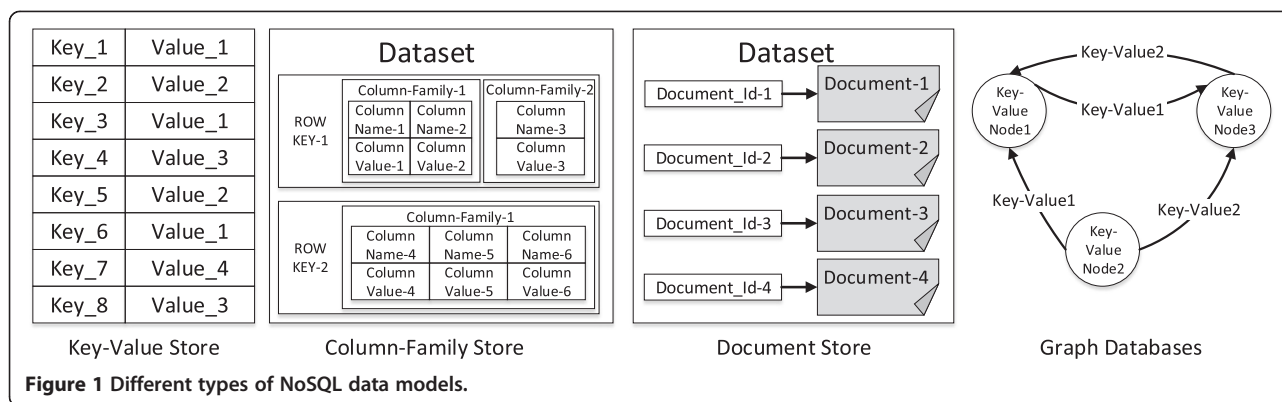 Key_1 Value_1
Key_2 Value_2
Key_3 Value_1
Key_4 Value_3
Key_5 Value_2
Key_6 Value_1
Key_7 Value_4
Key_8 Value_3
Key-Value Store
Dataset
ROW
KEY-1
Column-Family-1
Column
Name-1
Column
Name-2
Column
Value-1
Column
Value-2
Column-Family-2
Column
Name-3
Column
Value-3
ROW
KEY-2
Column-Family-1
Column
Name-4
Column
Name-5
Column
Name-6
Column
Value-4
Column
Value-5
Column
Value-6
Column-Family Store
Dataset
Document_Id-1 Document-1
Document_Id-2 Document-2
Document_Id-3 Document-3
Document_Id-4 Document-4
Document Store
Key-Value2
Key-
Value
Node1
Key-Value1
Key-
Value
Node3
Key-Value1
Key-Value2
Key-
Value
Node2
Graph Databases
Figure 1 Different types of NoSQL data models.